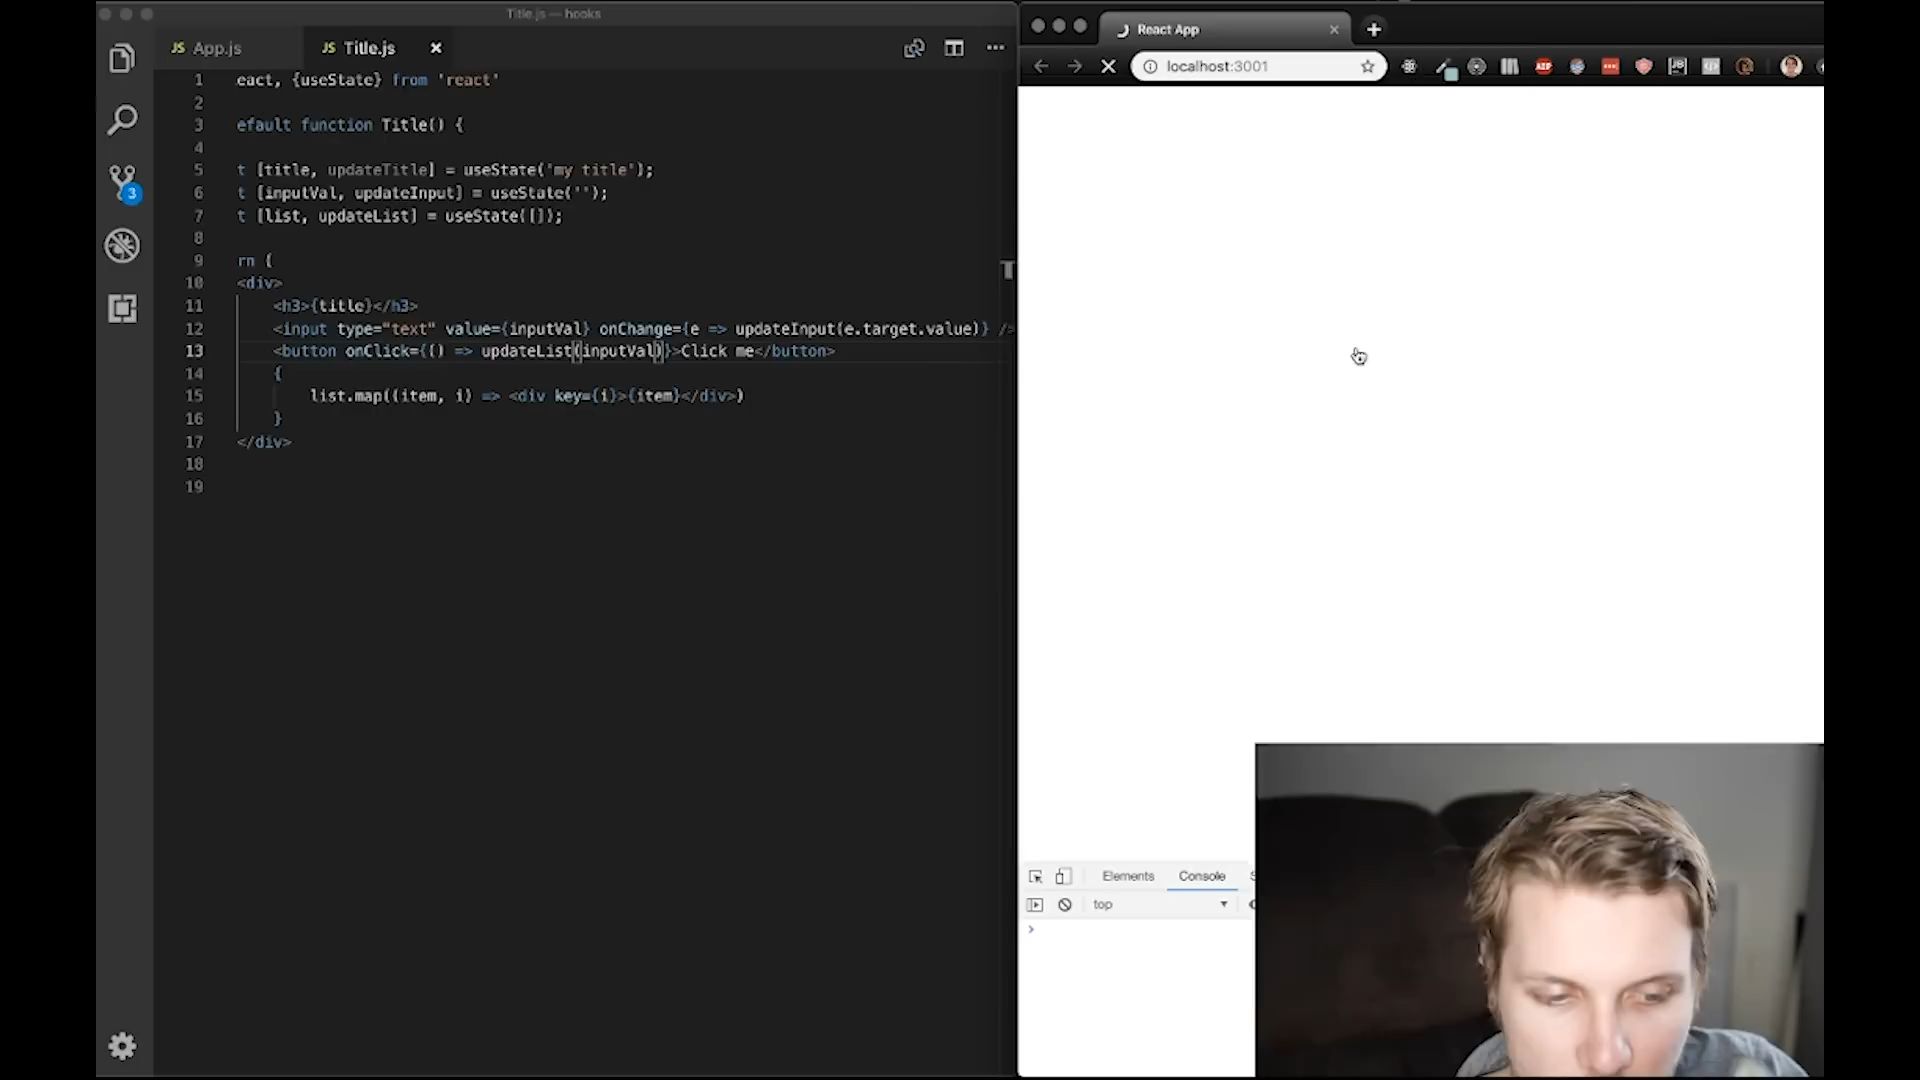 Title.js — hooks
JS App.js
JS Title.js
1 eact, {useState} from 'react'
2
3 efault function Title() {
4
5 t [title, updateTitle] = useState('my title');
6 t [inputVal, updateInput] = useState('');
7 t [list, updateList] = useState([]);
8
9 rn (
10 <div>
11 <h3>{title}</h3>
12 <input type="text" value={inputVal} onChange={e => updateInput(e.target.value)} />
13 <button onClick={() => updateList(inputVal)}>Click me</button>
14 {
15 list.map((item, i) => <div key={i}>{item}</div>)
16 }
17 </div>
18
19
3
React App
localhost:3001
ABP
Elements Console S
top